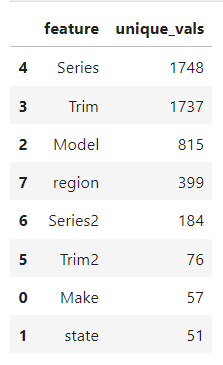 feature unique_vals
4 Series 1748
3 Trim 1737
2 Model 815
7 region 399
6 Series2 184
5 Trim2 76
0 Make 57
1 state 51